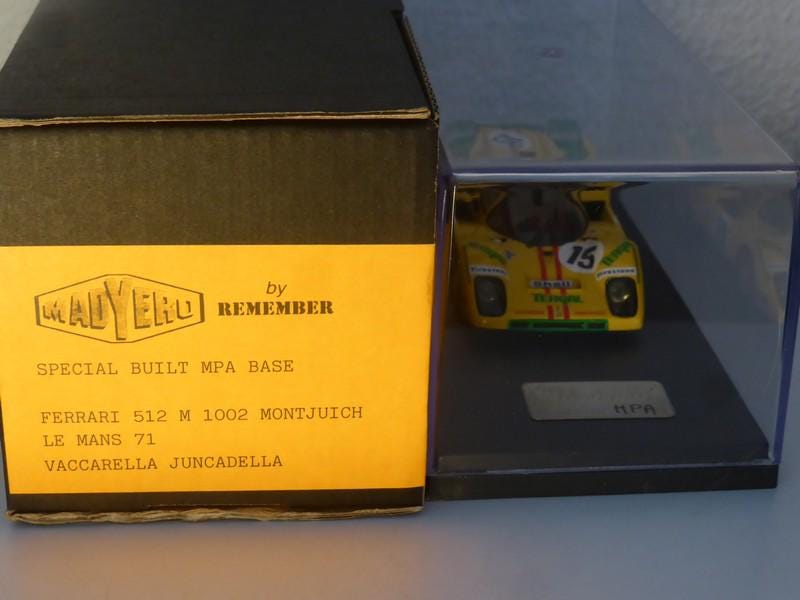 MADYERO
by
REMEMBER
SPECIAL BUILT MPA BASE
FERRARI 512 M 1002 MONTJUICH
LE MANS 71
VACCARELLA JUNCADELLA
15
Firestone
Firestone
Shell
TERGAL
MPA